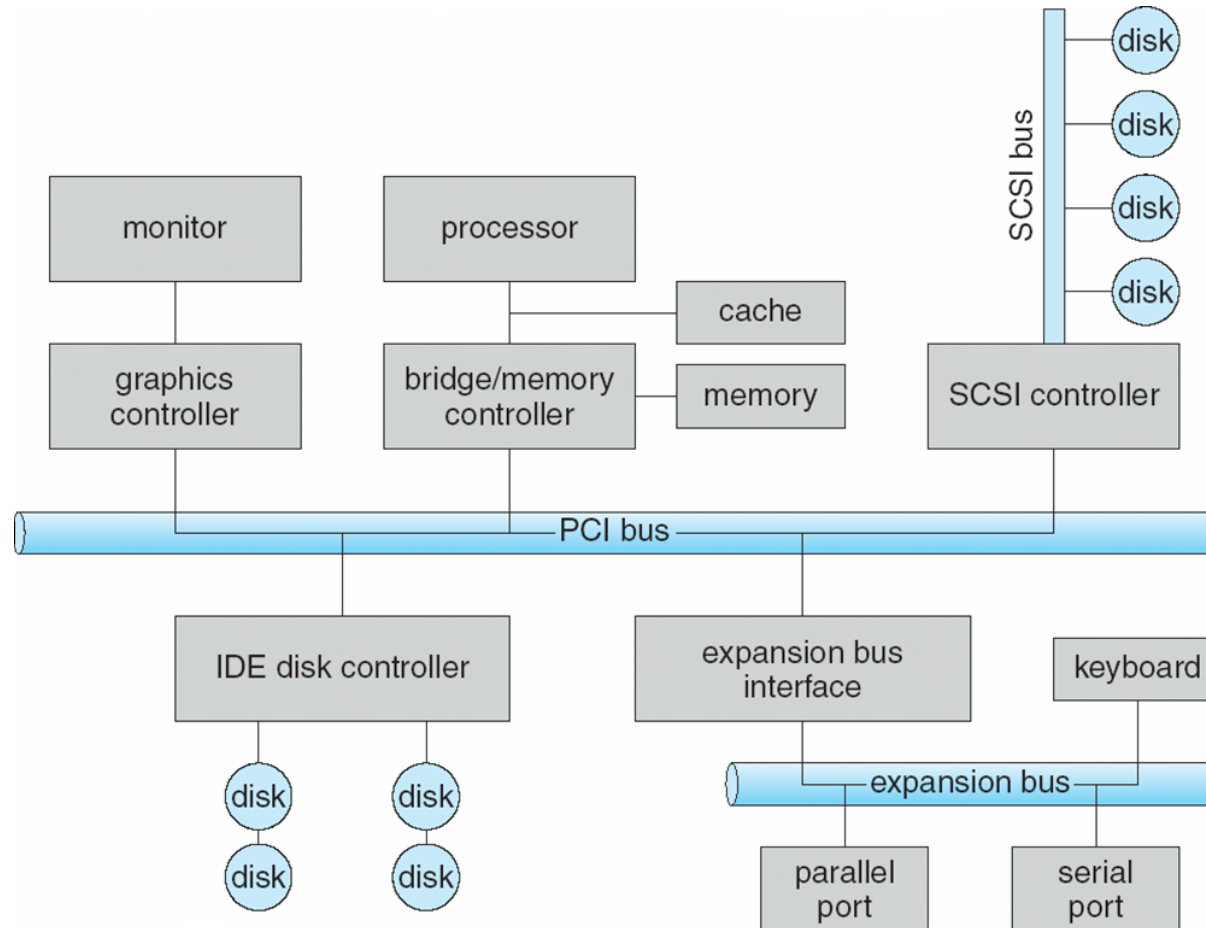 disk
disk
disk
disk
SCSI bus
monitor
processor
cache
graphics
controller
bridge/memory
controller
memory
SCSI controller
PCI bus
IDE disk controller
expansion bus
interface
keyboard
disk
disk
disk
disk
expansion bus
parallel
port
serial
port